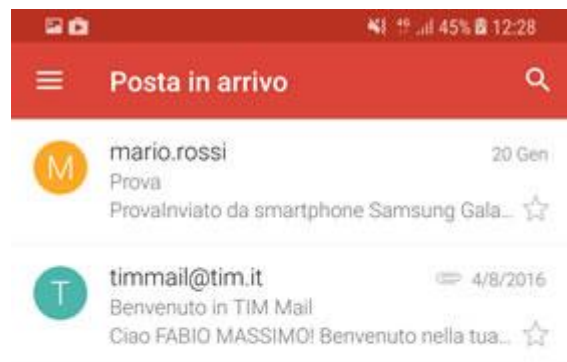 45% 12:28
Posta in arrivo
M
mario.rossi 20 Gen
Prova
ProvaInviato da smartphone Samsung Gala...
T
timmail@tim.it 4/8/2016
Benvenuto in TIM Mail
Ciao FABIO MASSIMO! Benvenuto nella tua...